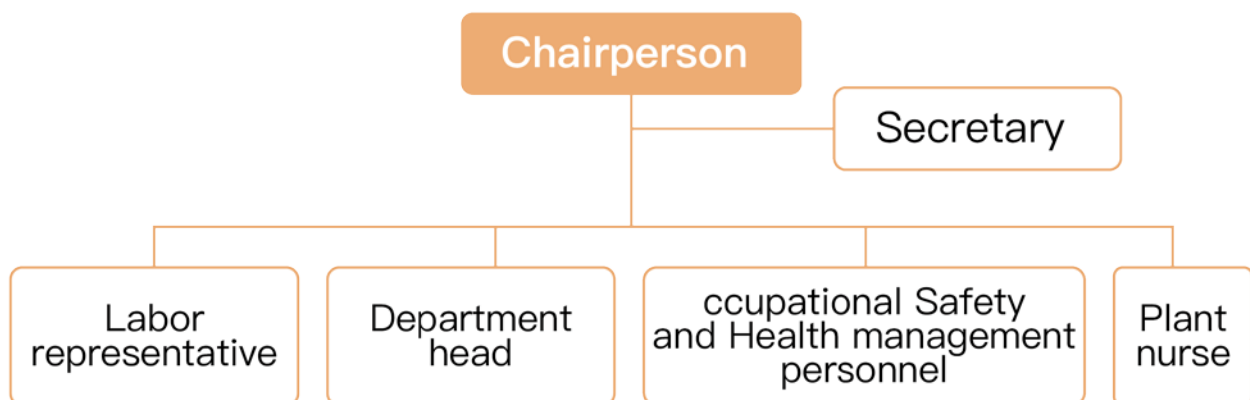 Chairperson
Secretary
Labor
representative
Department
head
ccupational Safety
and Health management
personnel
Plant
nurse